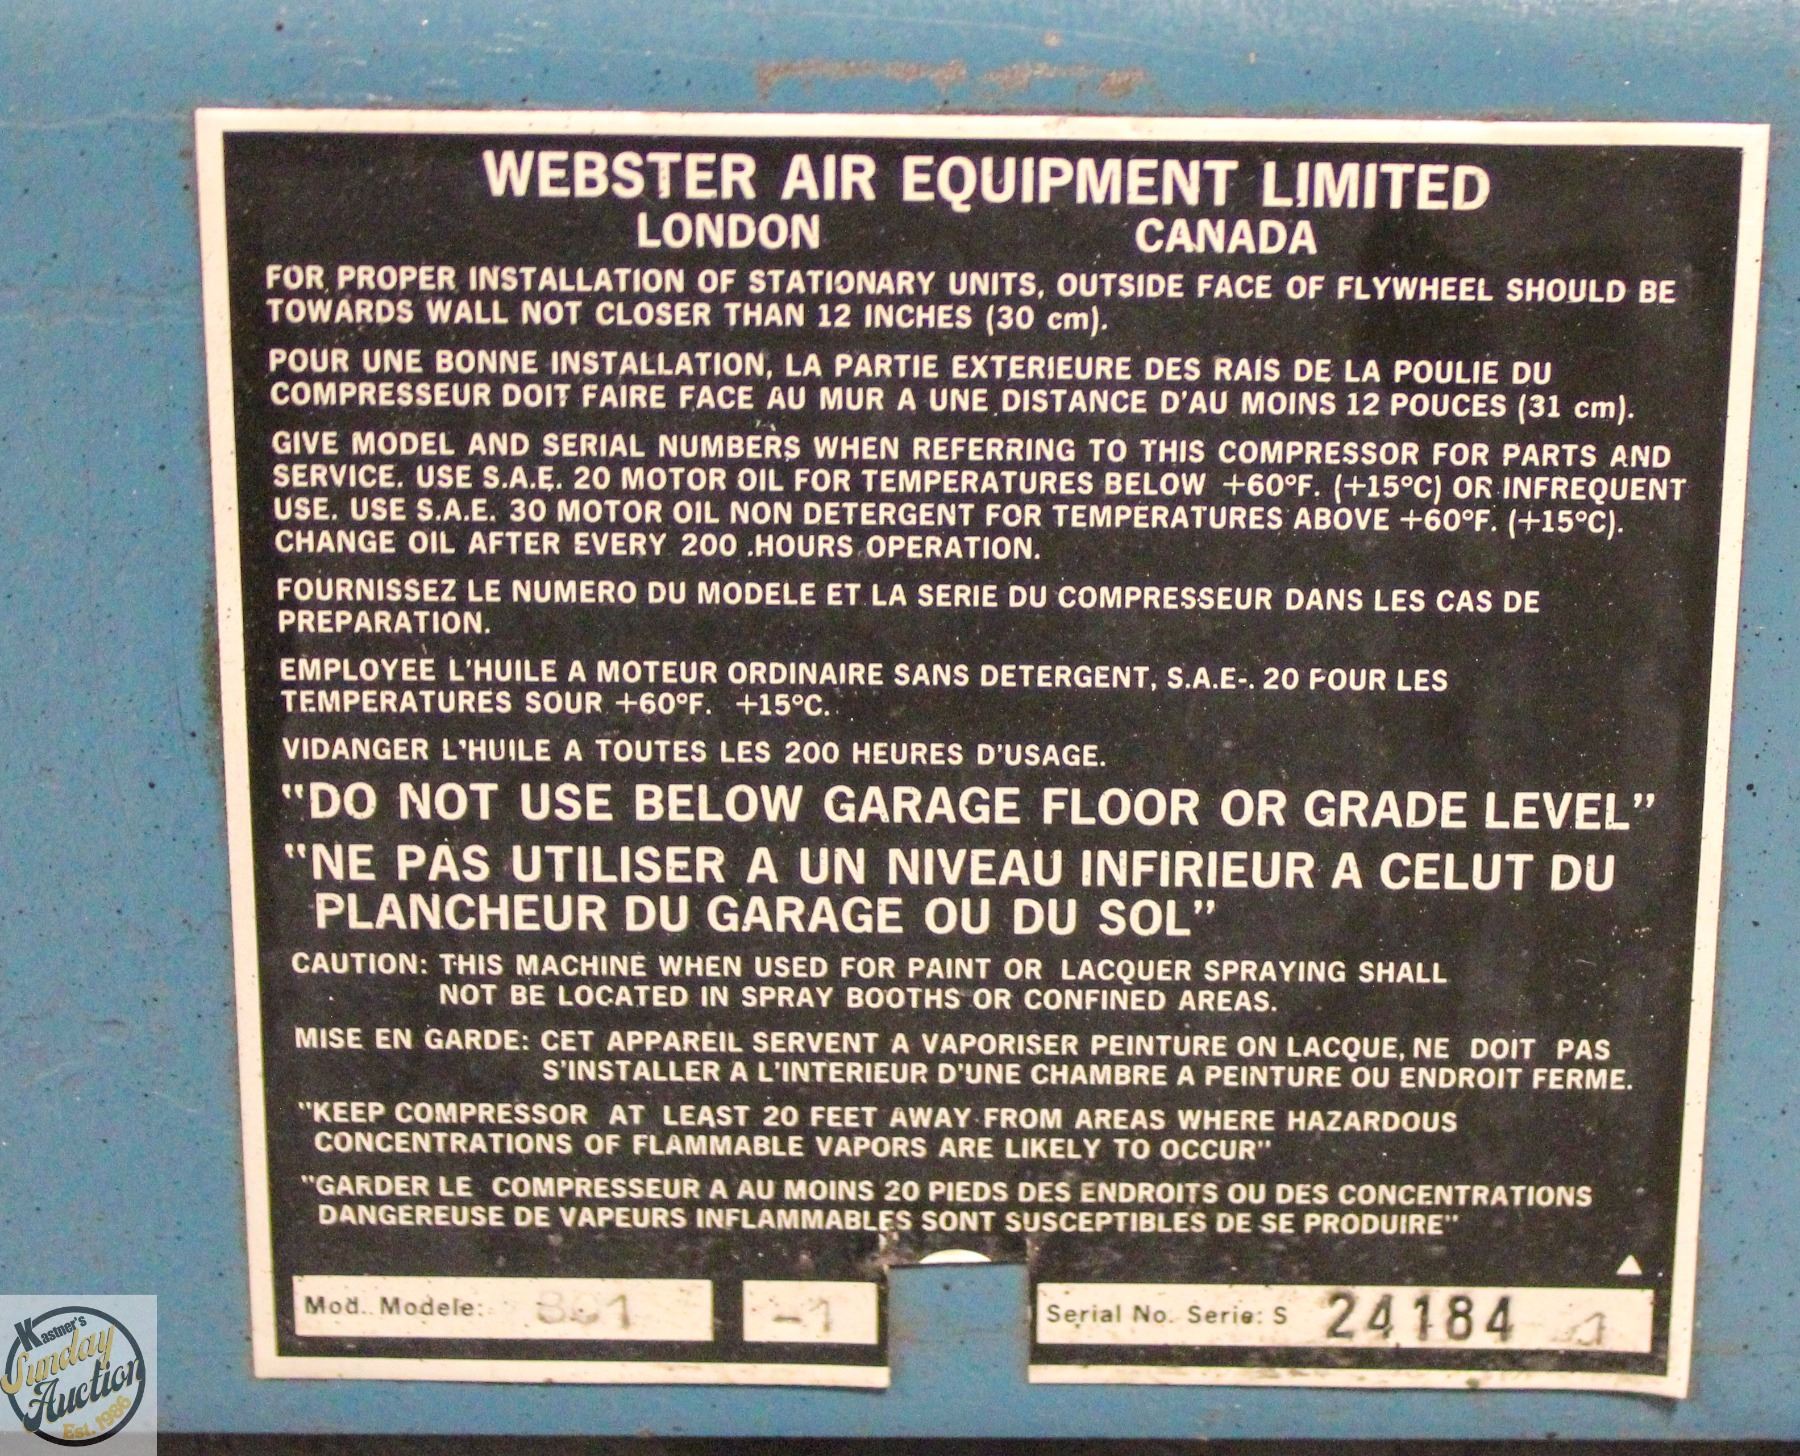 WEBSTER AIR EQUIPMENT LIMITED
LONDON CANADA
FOR PROPER INSTALLATION OF STATIONARY UNITS, OUTSIDE FACE OF FLYWHEEL SHOULD BE
TOWARDS WALL NOT CLOSER THAN 12 INCHES (30 cm).
POUR UNE BONNE INSTALLATION, LA PARTIE EXTERIEURE DES RAIS DE LA POULIE DU
COMPRESSEUR DOIT FAIRE FACE AU MUR A UNE DISTANCE D'AU MOINS 12 POUCES (31 cm).
GIVE MODEL AND SERIAL NUMBERS WHEN REFERRING TO THIS COMPRESSOR FOR PARTS AND
SERVICE. USE S.A.E. 20 MOTOR OIL FOR TEMPERATURES BELOW +60°F. (+15°C) OR INFREQUENT
USE. USE S.A.E. 30 MOTOR OIL NON DETERGENT FOR TEMPERATURES ABOVE +60°F. (+15°C).
CHANGE OIL AFTER EVERY 200 HOURS OPERATION.
FOURNISSEZ LE NUMERO DU MODELE ET LA SERIE DU COMPRESSEUR DANS LES CAS DE
PREPARATION.
EMPLOYEE L'HUILE A MOTEUR ORDINAIRE SANS DETERGENT, S.A.E-. 20 POUR LES
TEMPERATURES SOUR +60°F. +15°C.
VIDANGER L'HUILE A TOUTES LES 200 HEURES D'USAGE.
"DO NOT USE BELOW GARAGE FLOOR OR GRADE LEVEL"
"NE PAS UTILISER A UN NIVEAU INFIRIEUR A CELUT DU
PLANCHEUR DU GARAGE OU DU SOL"
CAUTION: THIS MACHINE WHEN USED FOR PAINT OR LACQUER SPRAYING SHALL
NOT BE LOCATED IN SPRAY BOOTHS OR CONFINED AREAS.
MISE EN GARDE: CET APPAREIL SERVENT A VAPORISER PEINTURE ON LACQUE, NE DOIT PAS
S'INSTALLER A L'INTERIEUR D'UNE CHAMBRE A PEINTURE OU ENDROIT FERME.
"KEEP COMPRESSOR AT LEAST 20 FEET AWAY FROM AREAS WHERE HAZARDOUS
CONCENTRATIONS OF FLAMMABLE VAPORS ARE LIKELY TO OCCUR"
"GARDER LE COMPRESSEUR A AU MOINS 20 PIEDS DES ENDROITS OU DES CONCENTRATIONS
DANGEREUSE DE VAPEURS INFLAMMABLES SONT SUSCEPTIBLES DE SE PRODUIRE"
Mod. Modele: -1 Serial No. Serie: S 24184
Kastner's
Sunday
Auction
Est. 1986